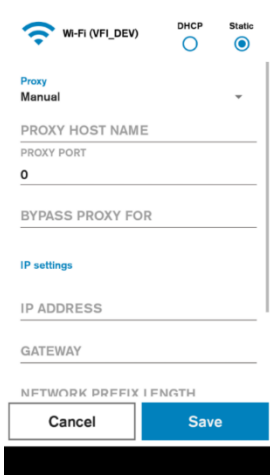 Wi-Fi (VFI_DEV)
DHCP
Static
Proxy
Manual
PROXY HOST NAME
PROXY PORT
0
BYPASS PROXY FOR
IP settings
IP ADDRESS
GATEWAY
NETWORK PREFIX LENGTH
Cancel
Save